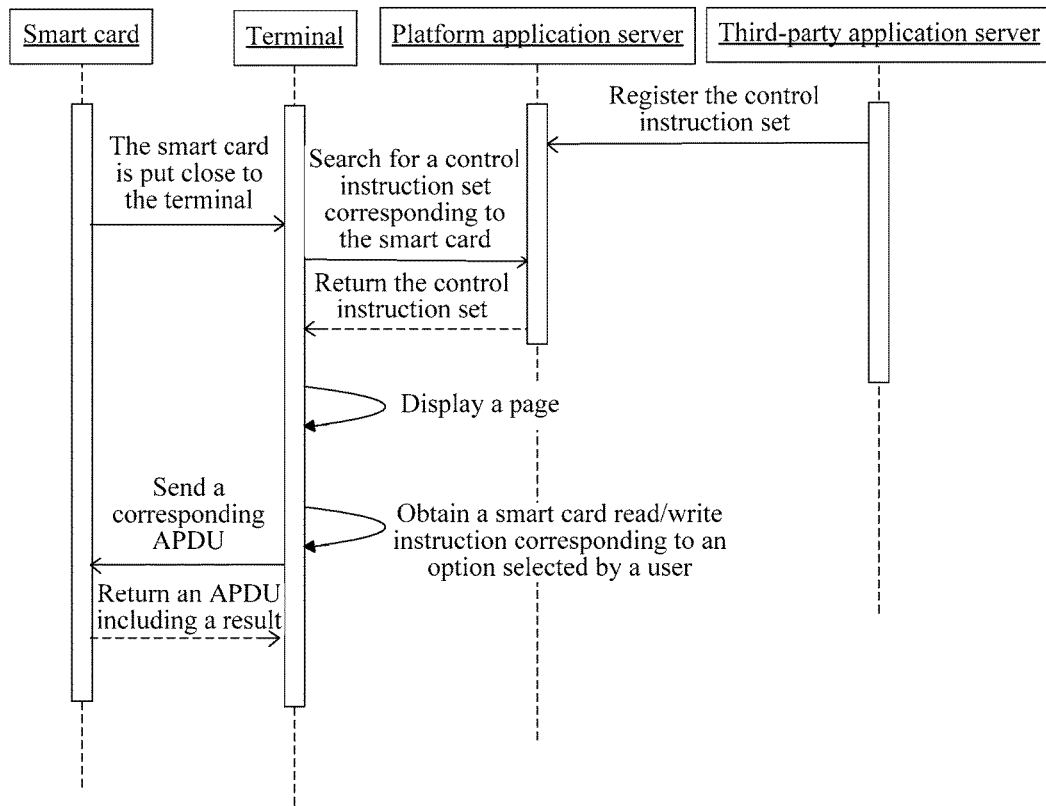 Smart card
Terminal
Platform application server
Third-party application server
Register the control
instruction set
The smart card
is put close to
the terminal
Search for a control
instruction set
corresponding to
the smart card
Return the control
instruction set
Display a page
Send a
corresponding
APDU
Obtain a smart card read/write
instruction corresponding to an
option selected by a user
Return an APDU
including a result